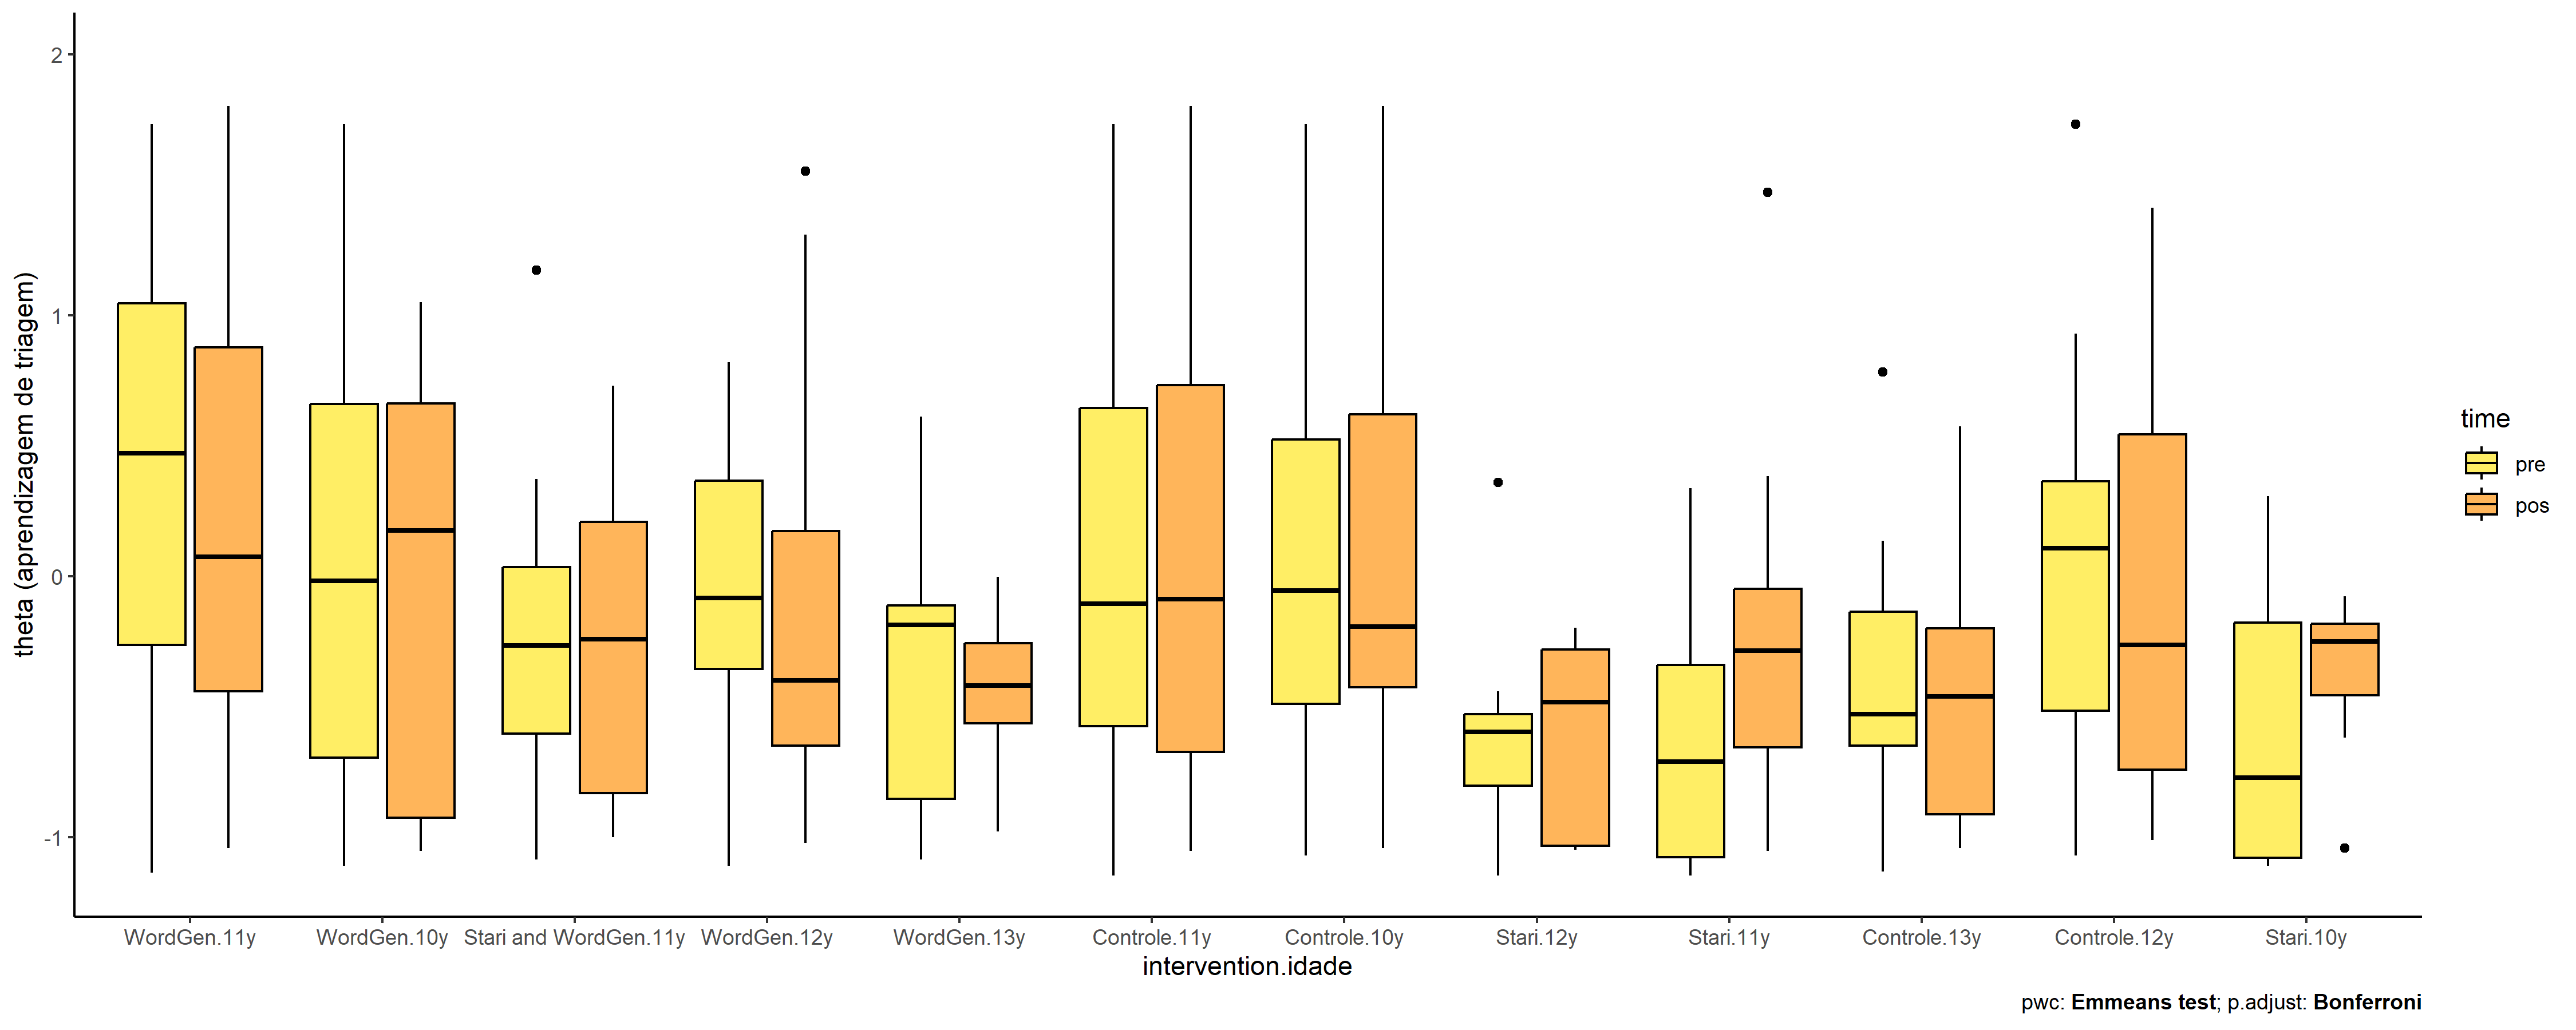 2
1
0
-1
theta (aprendizagem de triagem)
WordGen.11y
WordGen.10y
Stari and WordGen.11y
WordGen.12y
WordGen.13y
Controle.11y
Controle.10y
Stari.12y
Stari.11y
Controle.13y
Controle.12y
Stari.10y
intervention.idade
time
pre
pos
pwc: Emmeans test; p.adjust: Bonferroni